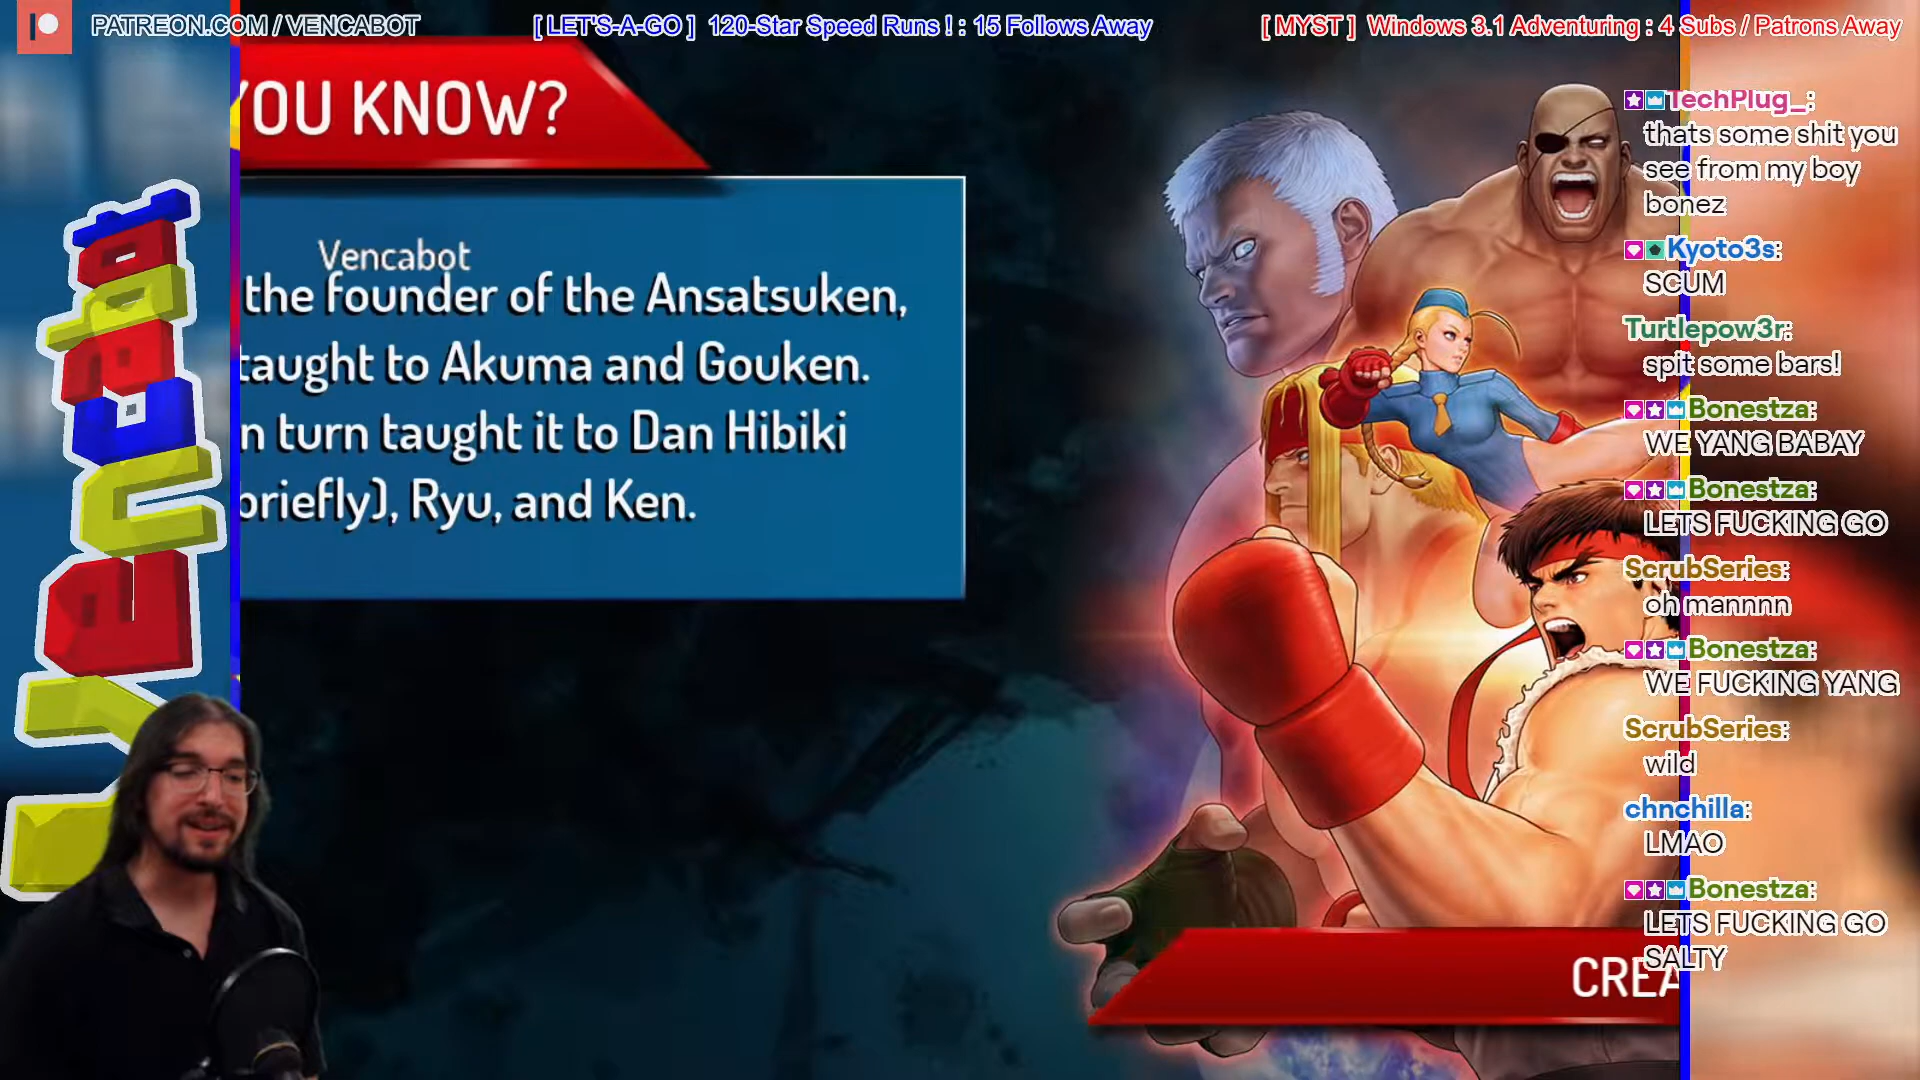 PATREON.COM / VENCABOT
[ LET'S-A-GO ] 120-Star Speed Runs ! : 15 Follows Away
[ MYST ] Windows 3.1 Adventuring : 4 Subs / Patrons Away
Vencabot
YOU KNOW?
Vencabot
the founder of the Ansatsuken,
taught to Akuma and Gouken.
n turn taught it to Dan Hibiki
briefly), Ryu, and Ken.
CREA
TechPlug_:
thats some shit you
see from my boy
bonez
Kyoto3s:
SCUM
Turtlepow3r:
spit some bars!
Bonestza:
WE YANG BABAY
Bonestza:
LETS FUCKING GO
ScrubSeries:
oh mannnn
Bonestza:
WE FUCKING YANG
ScrubSeries:
wild
chnchilla:
LMAO
Bonestza:
LETS FUCKING GO
SALTY